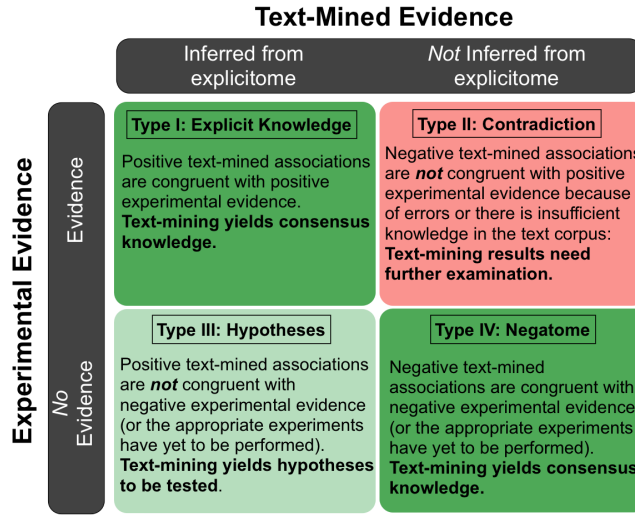 Text-Mined Evidence
Inferred from
explicitome
Not Inferred from
explicitome
Experimental Evidence
Evidence
Type I: Explicit Knowledge
Positive text-mined associations
are congruent with positive
experimental evidence.
Text-mining yields consensus
knowledge.
Type II: Contradiction
Negative text-mined associations
are not congruent with positive
experimental evidence because
of errors or there is insufficient
knowledge in the text corpus:
Text-mining results need
further examination.
No
Evidence
Type III: Hypotheses
Positive text-mined associations
are not congruent with
negative experimental evidence
(or the appropriate experiments
have yet to be performed).
Text-mining yields hypotheses
to be tested.
Type IV: Negatome
Negative text-mined
associations are congruent with
negative experimental evidence
(or the appropriate experiments
have yet to be performed).
Text-mining yields consensus
knowledge.